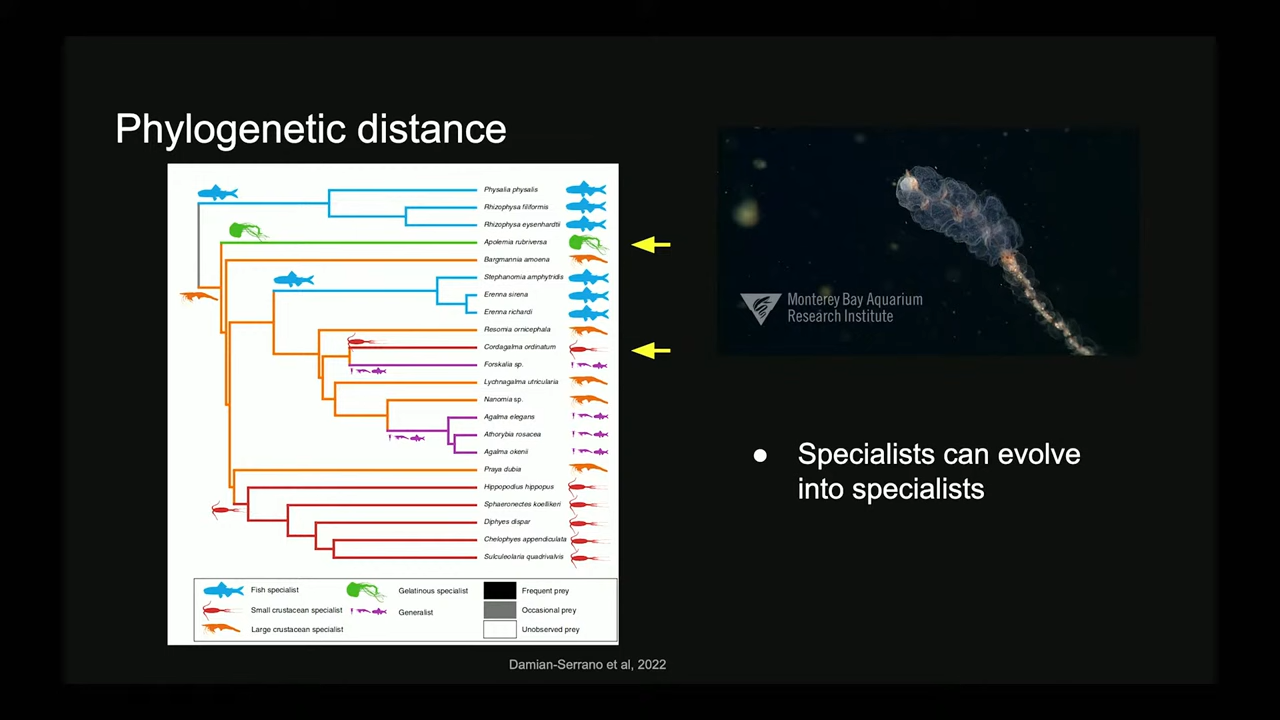 Phylogenetic distance
Physalia physalis
Rhizophysa filiformis
Rhizophysa eysenhardtii
Apolemia rubriversa
Bargmannia amoena
Stephanomia amphytridis
Erenna sirena
Erenna richardi
Resomia ornicephala
Cordagalma ordinatum
Forskalia sp.
Lychnagalma utricularia
Nanomia sp.
Agalma elegans
Athorybia rosacea
Agalma okenii
Praya dubia
Hippopodius hippopus
Sphaeronectes koellikeri
Diphyes dispar
Chelophyes appendiculata
Sulculeolaria quadrivalvis
Fish specialist
Small crustacean specialist
Large crustacean specialist
Gelatinous specialist
Generalist
Frequent prey
Occasional prey
Unobserved prey
Damian-Serrano et al, 2022
Monterey Bay Aquarium
Research Institute
● Specialists can evolve
into specialists